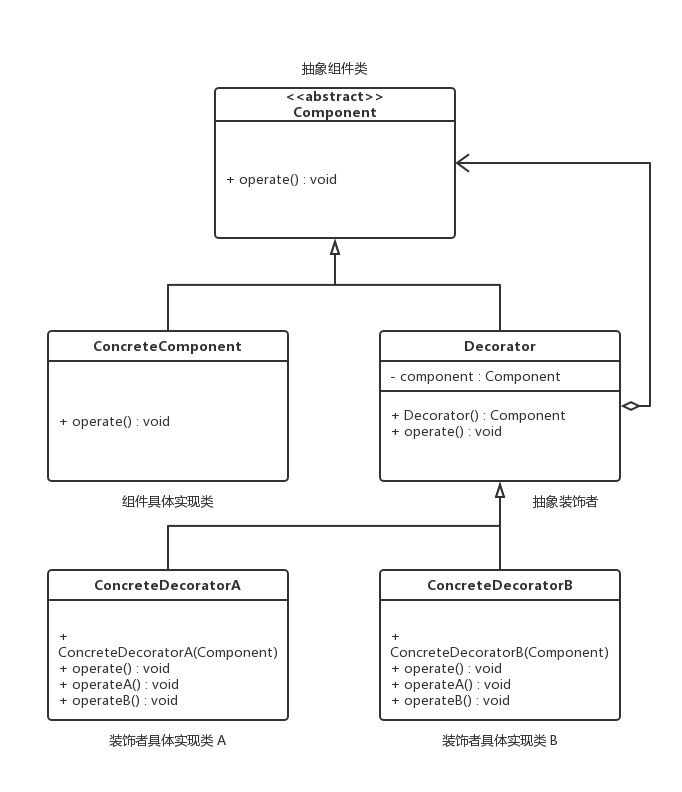 抽象组件类
<<abstract>>
Component
+ operate() : void
ConcreteComponent
+ operate() : void
组件具体实现类
Decorator
- component : Component
+ Decorator() : Component
+ operate() : void
抽象装饰者
ConcreteDecoratorA
+
ConcreteDecoratorA(Component)
+ operate() : void
+ operateA() : void
+ operateB() : void
装饰者具体实现类 A
ConcreteDecoratorB
+
ConcreteDecoratorB(Component)
+ operate() : void
+ operateA() : void
+ operateB() : void
装饰者具体实现类 B